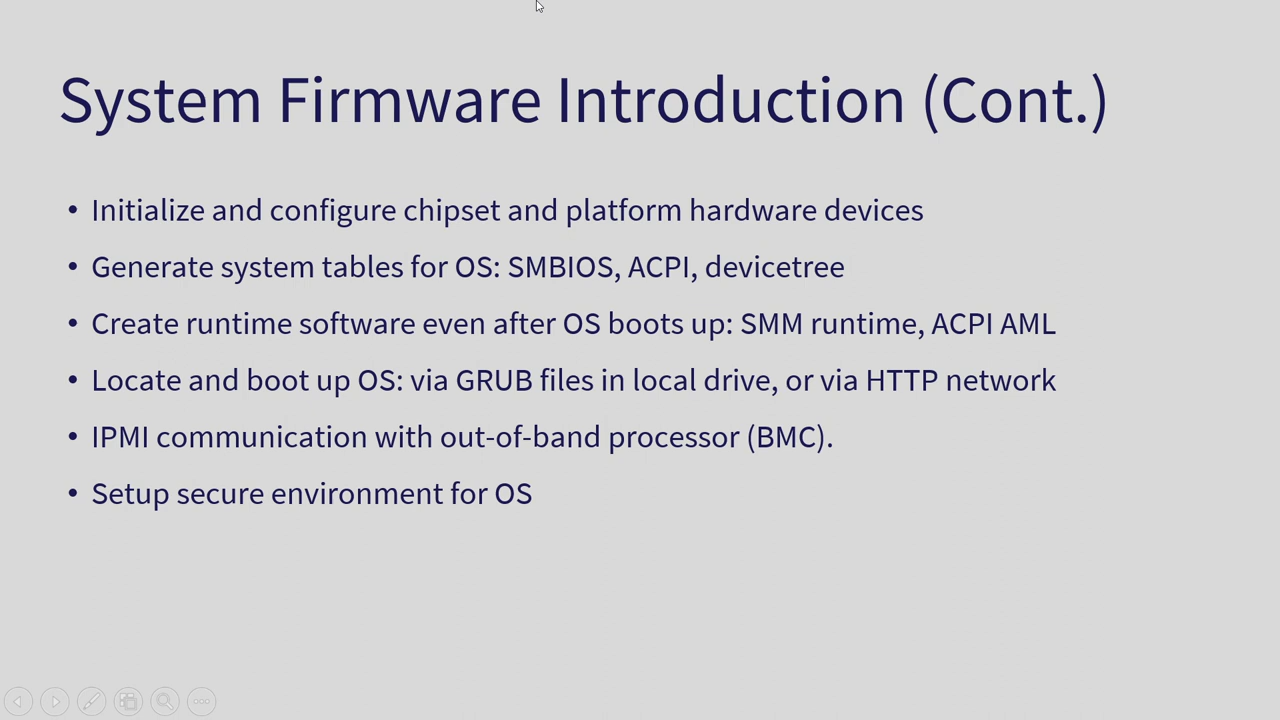 System Firmware Introduction (Cont.)
• Initialize and configure chipset and platform hardware devices
• Generate system tables for OS: SMBIOS, ACPI, devicetree
• Create runtime software even after OS boots up: SMM runtime, ACPI AML
• Locate and boot up OS: via GRUB files in local drive, or via HTTP network
• IPMI communication with out-of-band processor (BMC).
• Setup secure environment for OS